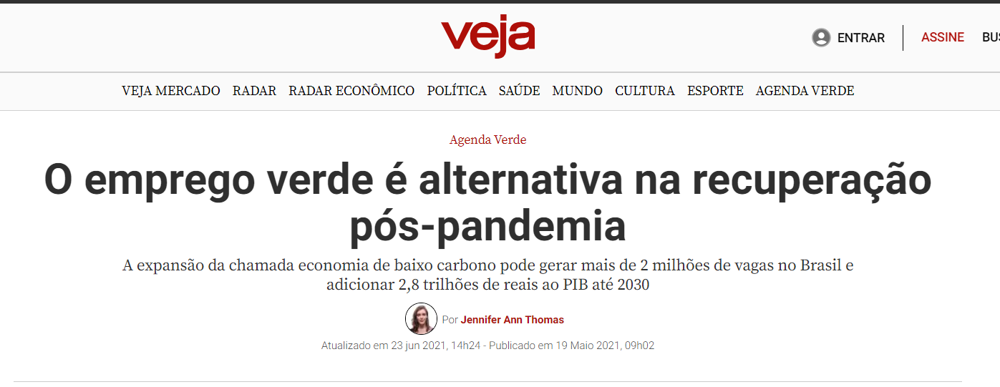 veja
ENTRAR
ASSINE
VEJA MERCADO RADAR RADAR ECONÔMICO POLÍTICA SAÚDE MUNDO CULTURA ESPORTE AGENDA VERDE
Agenda Verde
O emprego verde é alternativa na recuperação
pós-pandemia
A expansão da chamada economia de baixo carbono pode gerar mais de 2 milhões de vagas no Brasil e
adicionar 2,8 trilhões de reais ao PIB até 2030
Por Jennifer Ann Thomas
Atualizado em 23 jun 2021, 14h24 - Publicado em 19 Maio 2021, 09h02